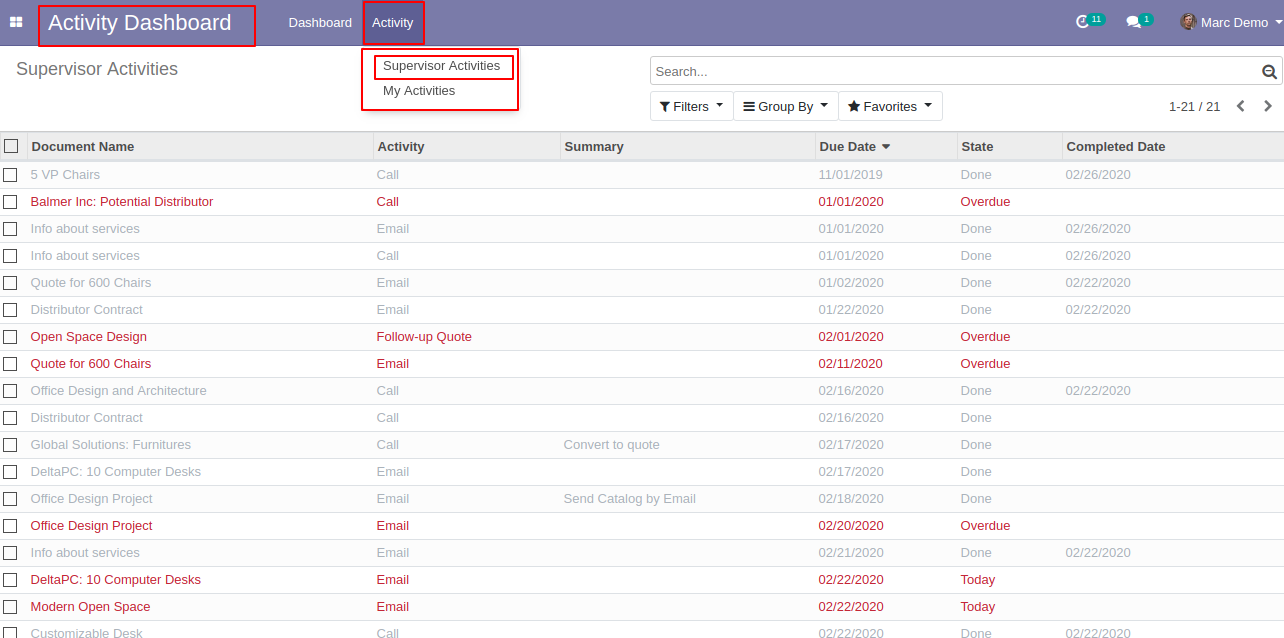 Activity Dashboard Dashboard Activity 11 1 Marc Demo
Supervisor Activities
Supervisor Activities
My Activities
Search...
Filters Group By Favorites 1-21 / 21
Document Name Activity Summary Due Date State Completed Date
5 VP Chairs Call 11/01/2019 Done 02/26/2020
Balmer Inc: Potential Distributor Call 01/01/2020 Overdue
Info about services Email 01/01/2020 Done 02/26/2020
Info about services Call 01/01/2020 Done 02/26/2020
Quote for 600 Chairs Email 01/02/2020 Done 02/22/2020
Distributor Contract Email 01/22/2020 Done 02/22/2020
Open Space Design Follow-up Quote 02/01/2020 Overdue
Quote for 600 Chairs Email 02/11/2020 Overdue
Office Design and Architecture Call 02/16/2020 Done 02/22/2020
Distributor Contract Call 02/16/2020 Done
Global Solutions: Furnitures Call Convert to quote 02/17/2020 Done
DeltaPC: 10 Computer Desks Email 02/17/2020 Done
Office Design Project Email Send Catalog by Email 02/18/2020 Done
Office Design Project Email 02/20/2020 Overdue
Info about services Email 02/21/2020 Done 02/22/2020
DeltaPC: 10 Computer Desks Email 02/22/2020 Today
Modern Open Space Email 02/22/2020 Today
Customizable Desk Call 02/22/2020 Done 02/22/2020